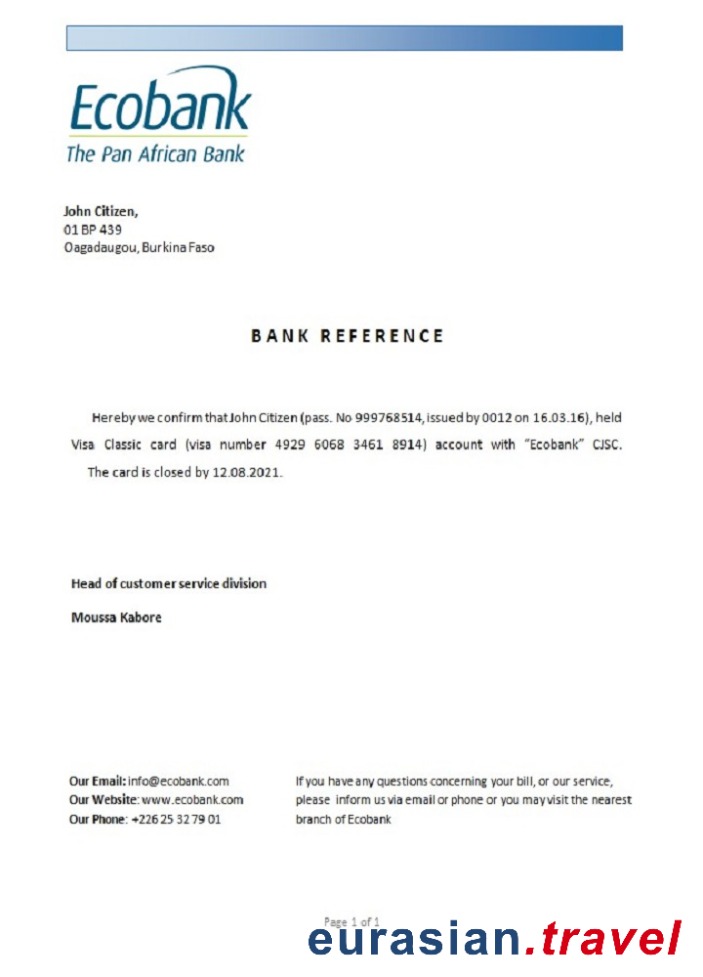 Ecobank
The Pan African Bank
John Citizen,
01 BP 439
Oagadaugou, Burkina Faso
BANK REFERENCE
Hereby we confirm that John Citizen (pass. No 999768514, issued by 0012 on 16.03.16), held
Visa Classic card (visa number 4929 6068 3461 8914) account with “Ecobank” CJSC.
The card is closed by 12.08.2021.
Head of customer service division
Moussa Kabore
Our Email: info@ecobank.com
Our Website: www.ecobank.com
Our Phone: +226 25 32 79 01
If you have any questions concerning your bill, or our service,
please inform us via email or phone or you may visit the nearest
branch of Ecobank
Page 1 of 1
eurasian.travel